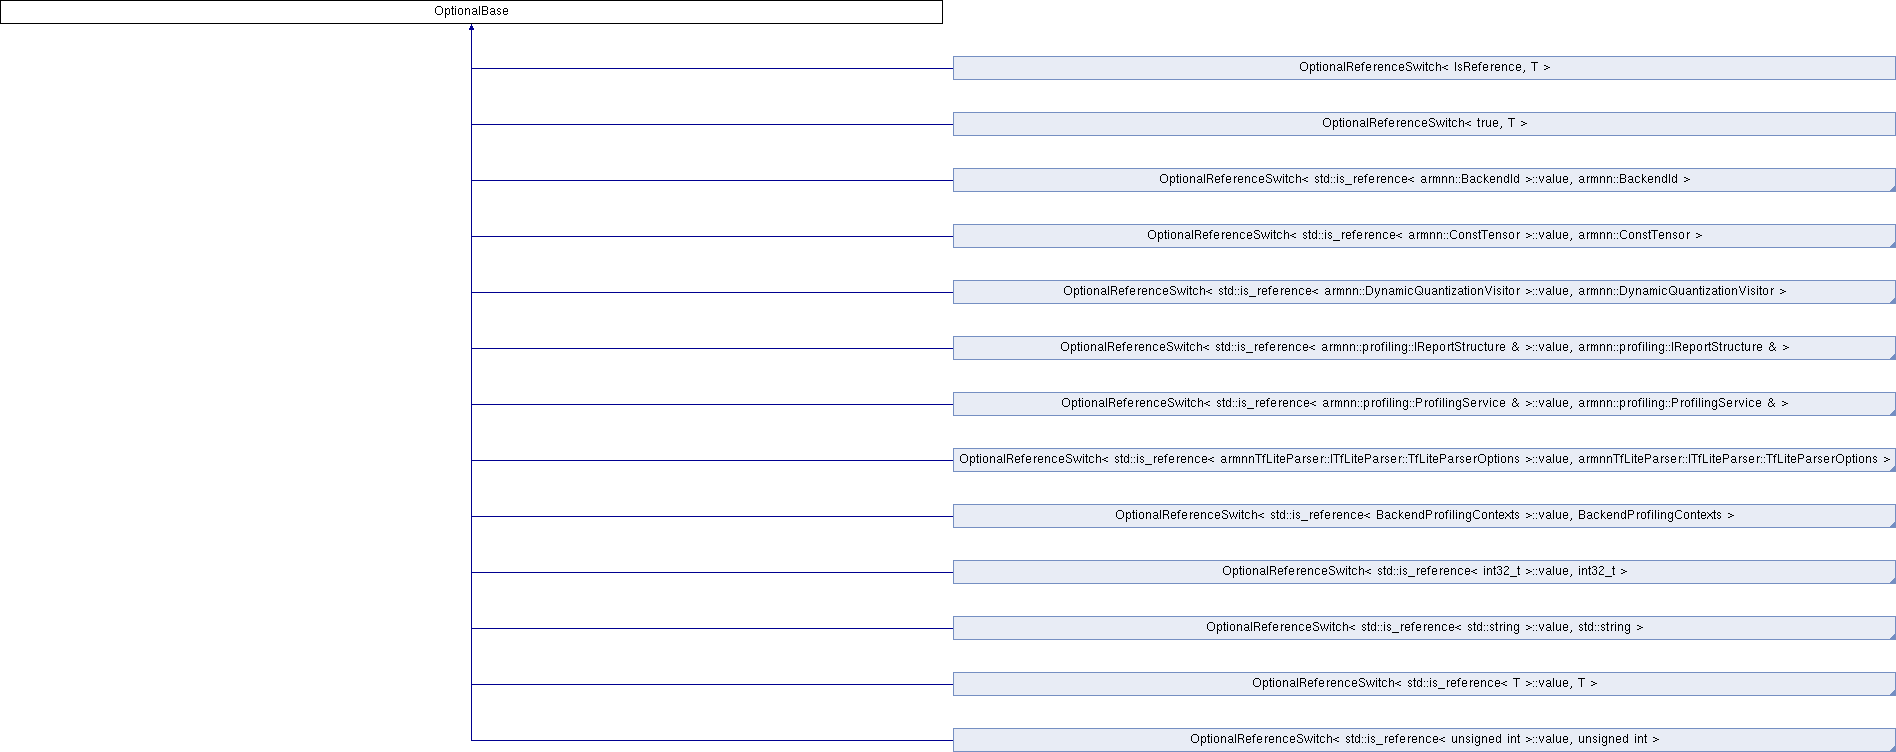 OptionalBase
OptionalReferenceSwitch< IsReference, T >
OptionalReferenceSwitch< true, T >
OptionalReferenceSwitch< std::is_reference< armnn::BackendId >::value, armnn::BackendId >
OptionalReferenceSwitch< std::is_reference< armnn::ConstTensor >::value, armnn::ConstTensor >
OptionalReferenceSwitch< std::is_reference< armnn::DynamicQuantizationVisitor >::value, armnn::DynamicQuantizationVisitor >
OptionalReferenceSwitch< std::is_reference< armnn::profiling::IReportStructure & >::value, armnn::profiling::IReportStructure & >
OptionalReferenceSwitch< std::is_reference< armnn::profiling::ProfilingService & >::value, armnn::profiling::ProfilingService & >
OptionalReferenceSwitch< std::is_reference< armnnTfLiteParser::ITfLiteParser::TfLiteParserOptions >::value, armnnTfLiteParser::ITfLiteParser::TfLiteParserOptions >
OptionalReferenceSwitch< std::is_reference< BackendProfilingContexts >::value, BackendProfilingContexts >
OptionalReferenceSwitch< std::is_reference< int32_t >::value, int32_t >
OptionalReferenceSwitch< std::is_reference< std::string >::value, std::string >
OptionalReferenceSwitch< std::is_reference< T >::value, T >
OptionalReferenceSwitch< std::is_reference< unsigned int >::value, unsigned int >